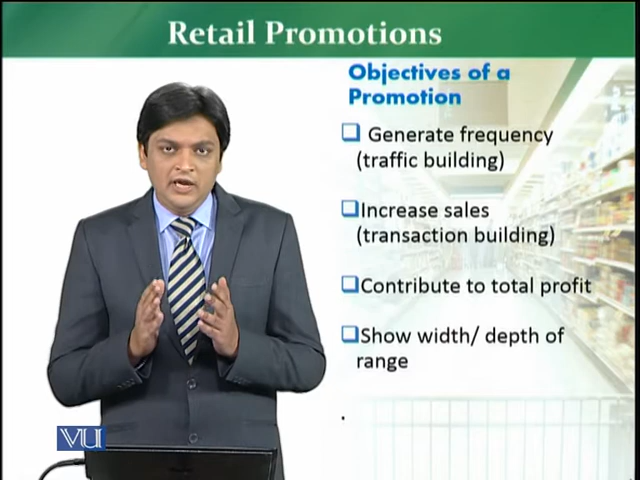 Retail Promotions
Objectives of a
Promotion
Generate frequency
(traffic building)
Increase sales
(transaction building)
Contribute to total profit
Show width/ depth of
range
.
VU